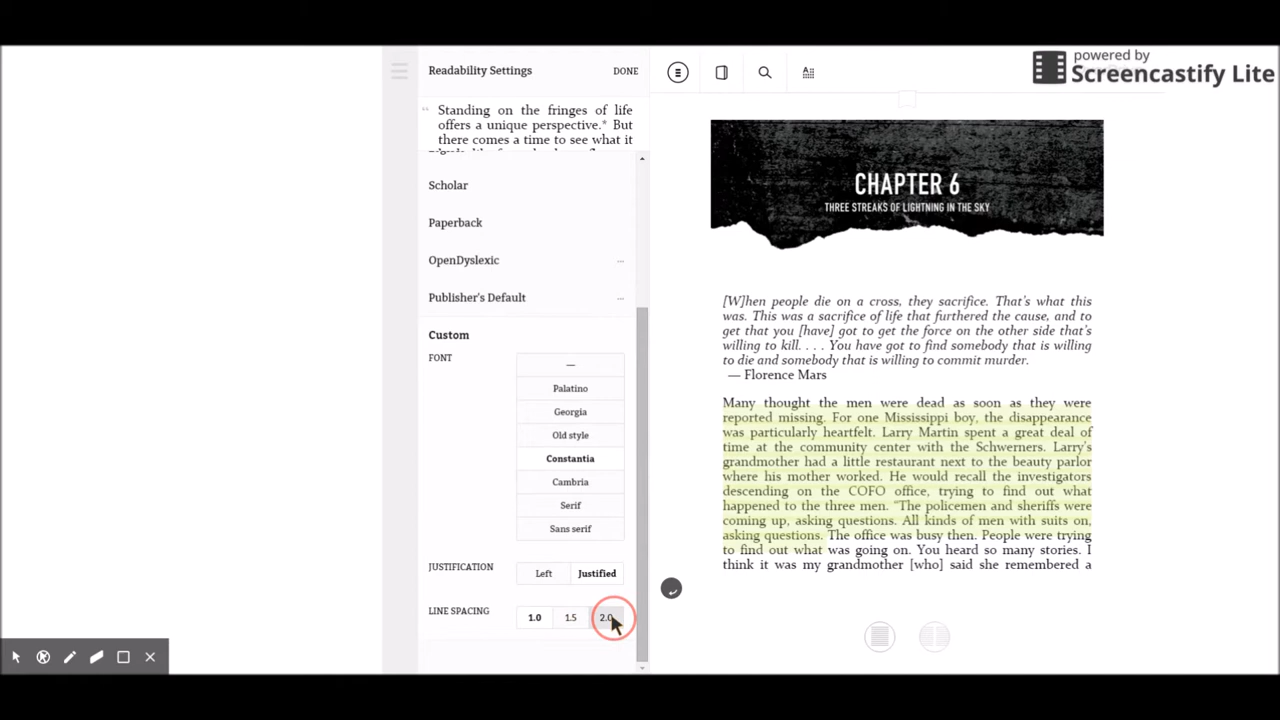 powered by
Screencastify Lite
Readability Settings
DONE
Standing on the fringes of life
offers a unique perspective.* But
there comes a time to see what it
Scholar
Paperback
OpenDyslexic
Publisher's Default
Custom
FONT
—
Palatino
Georgia
Old style
Constantia
Cambria
Serif
Sans serif
JUSTIFICATION
Left
Justified
LINE SPACING
1.0
1.5
2.0
CHAPTER 6
THREE STREAKS OF LIGHTNING IN THE SKY
[W]hen people die on a cross, they sacrifice. That's what this
was. This was a sacrifice of life that furthered the cause, and to
get that you [have] got to get the force on the other side that's
willing to kill. . . . You have got to find somebody that is willing
to die and somebody that is willing to commit murder.
— Florence Mars
Many thought the men were dead as soon as they were
reported missing. For one Mississippi boy, the disappearance
was particularly heartfelt. Larry Martin spent a great deal of
time at the community center with the Schwerners. Larry's
grandmother had a little restaurant next to the beauty parlor
where his mother worked. He would recall the investigators
descending on the COFO office, trying to find out what
happened to the three men. "The policemen and sheriffs were
coming up, asking questions. All kinds of men with suits on,
asking questions. The office was busy then. People were trying
to find out what was going on. You heard so many stories. I
think it was my grandmother [who] said she remembered a